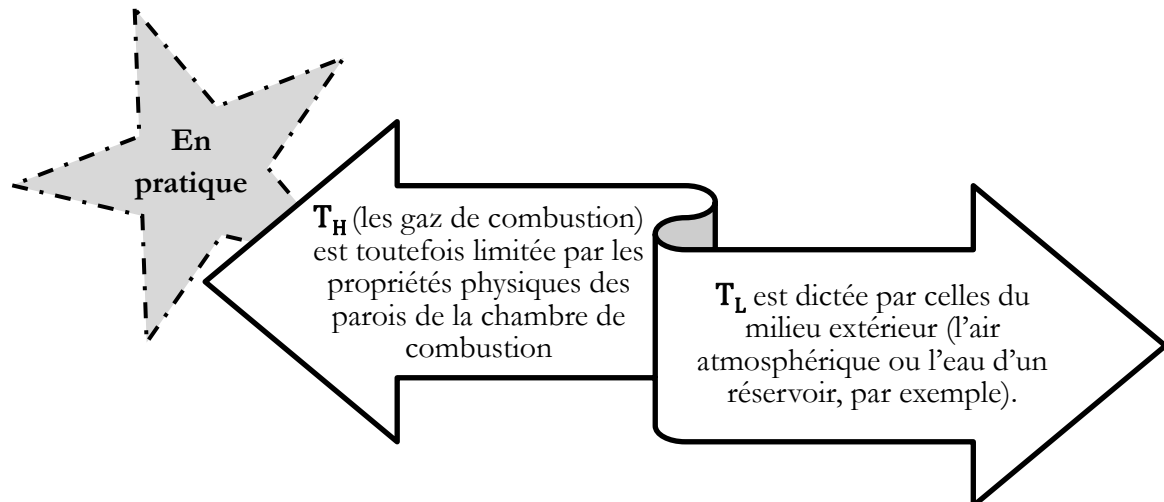 En
pratique
T_H (les gaz de combustion)
est toutefois limitée par les
propriétés physiques des
parois de la chambre de
combustion
T_L est dictée par celles du
milieu extérieur (l’air
atmosphérique ou l’eau d’un
réservoir, par exemple).